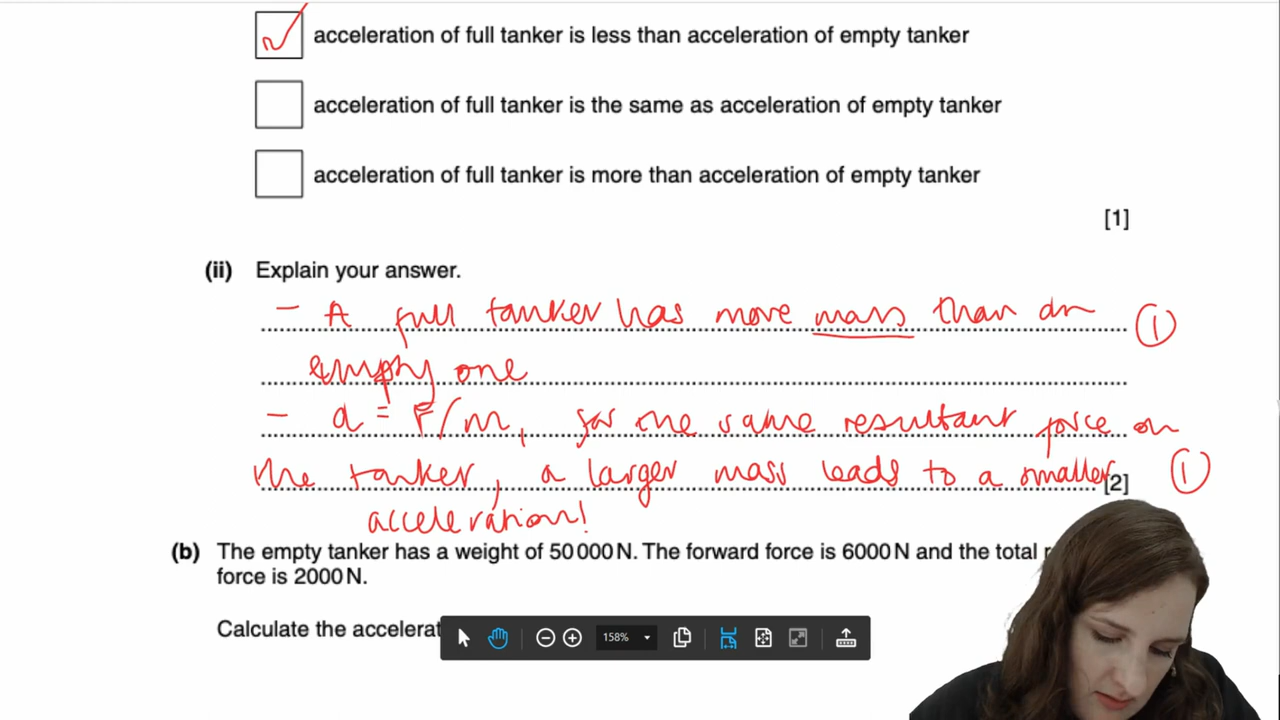 acceleration of full tanker is less than acceleration of empty tanker
acceleration of full tanker is the same as acceleration of empty tanker
acceleration of full tanker is more than acceleration of empty tanker
[1]
(ii) Explain your answer.
- A full tanker has more mass than an ①
empty one
- a = F/m, for the same resultant force on
the tanker, a larger mass leads to a smaller [2] ①
acceleration!
(b) The empty tanker has a weight of 50 000 N. The forward force is 6000 N and the total
force is 2000 N.
Calculate the
158%